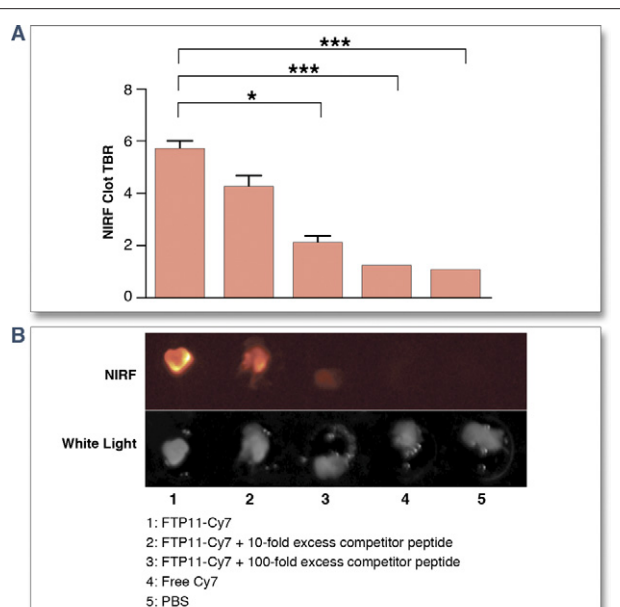 A
***
***
*
8
6
4
2
0
NIRF Clot TBR
B
NIRF
White Light
1 2 3 4 5
1: FTP11-Cy7
2: FTP11-Cy7 + 10-fold excess competitor peptide
3: FTP11-Cy7 + 100-fold excess competitor peptide
4: Free Cy7
5: PBS